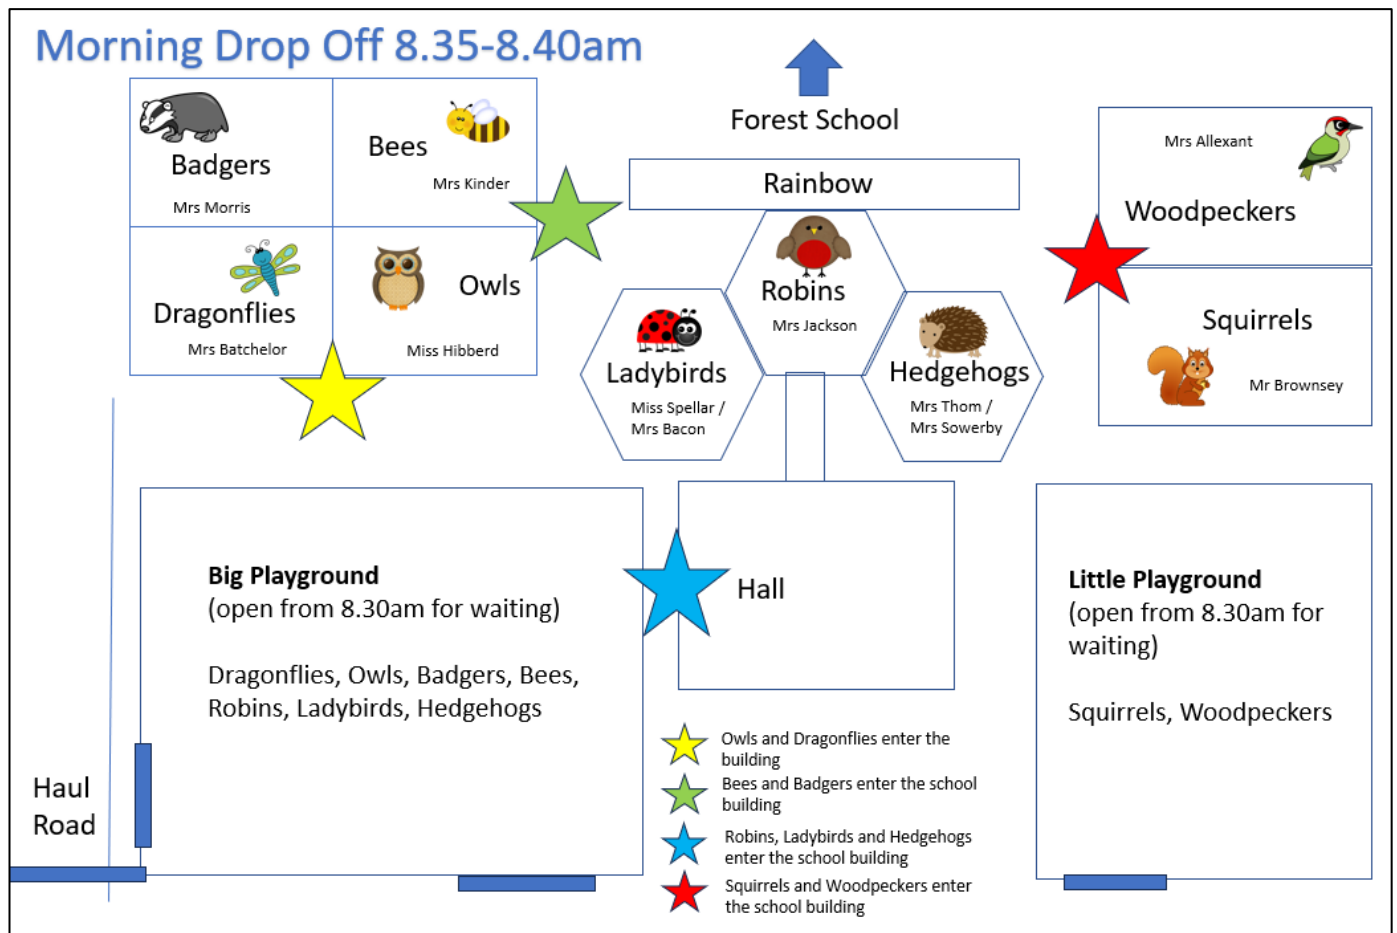 Morning Drop Off 8.35-8.40am
Badgers
Mrs Morris
Bees
Mrs Kinder
Dragonflies
Mrs Batchelor
Owls
Miss Hibberd
Forest School
Rainbow
Robins
Mrs Jackson
Ladybirds
Miss Spellar /
Mrs Bacon
Hedgehogs
Mrs Thom /
Mrs Sowerby
Mrs Allexant
Woodpeckers
Squirrels
Mr Brownsey
Big Playground
(open from 8.30am for waiting)
Dragonflies, Owls, Badgers, Bees,
Robins, Ladybirds, Hedgehogs
Hall
Little Playground
(open from 8.30am for
waiting)
Squirrels, Woodpeckers
Haul
Road
Owls and Dragonflies enter the
building
Bees and Badgers enter the school
building
Robins, Ladybirds and Hedgehogs
enter the school building
Squirrels and Woodpeckers enter
the school building